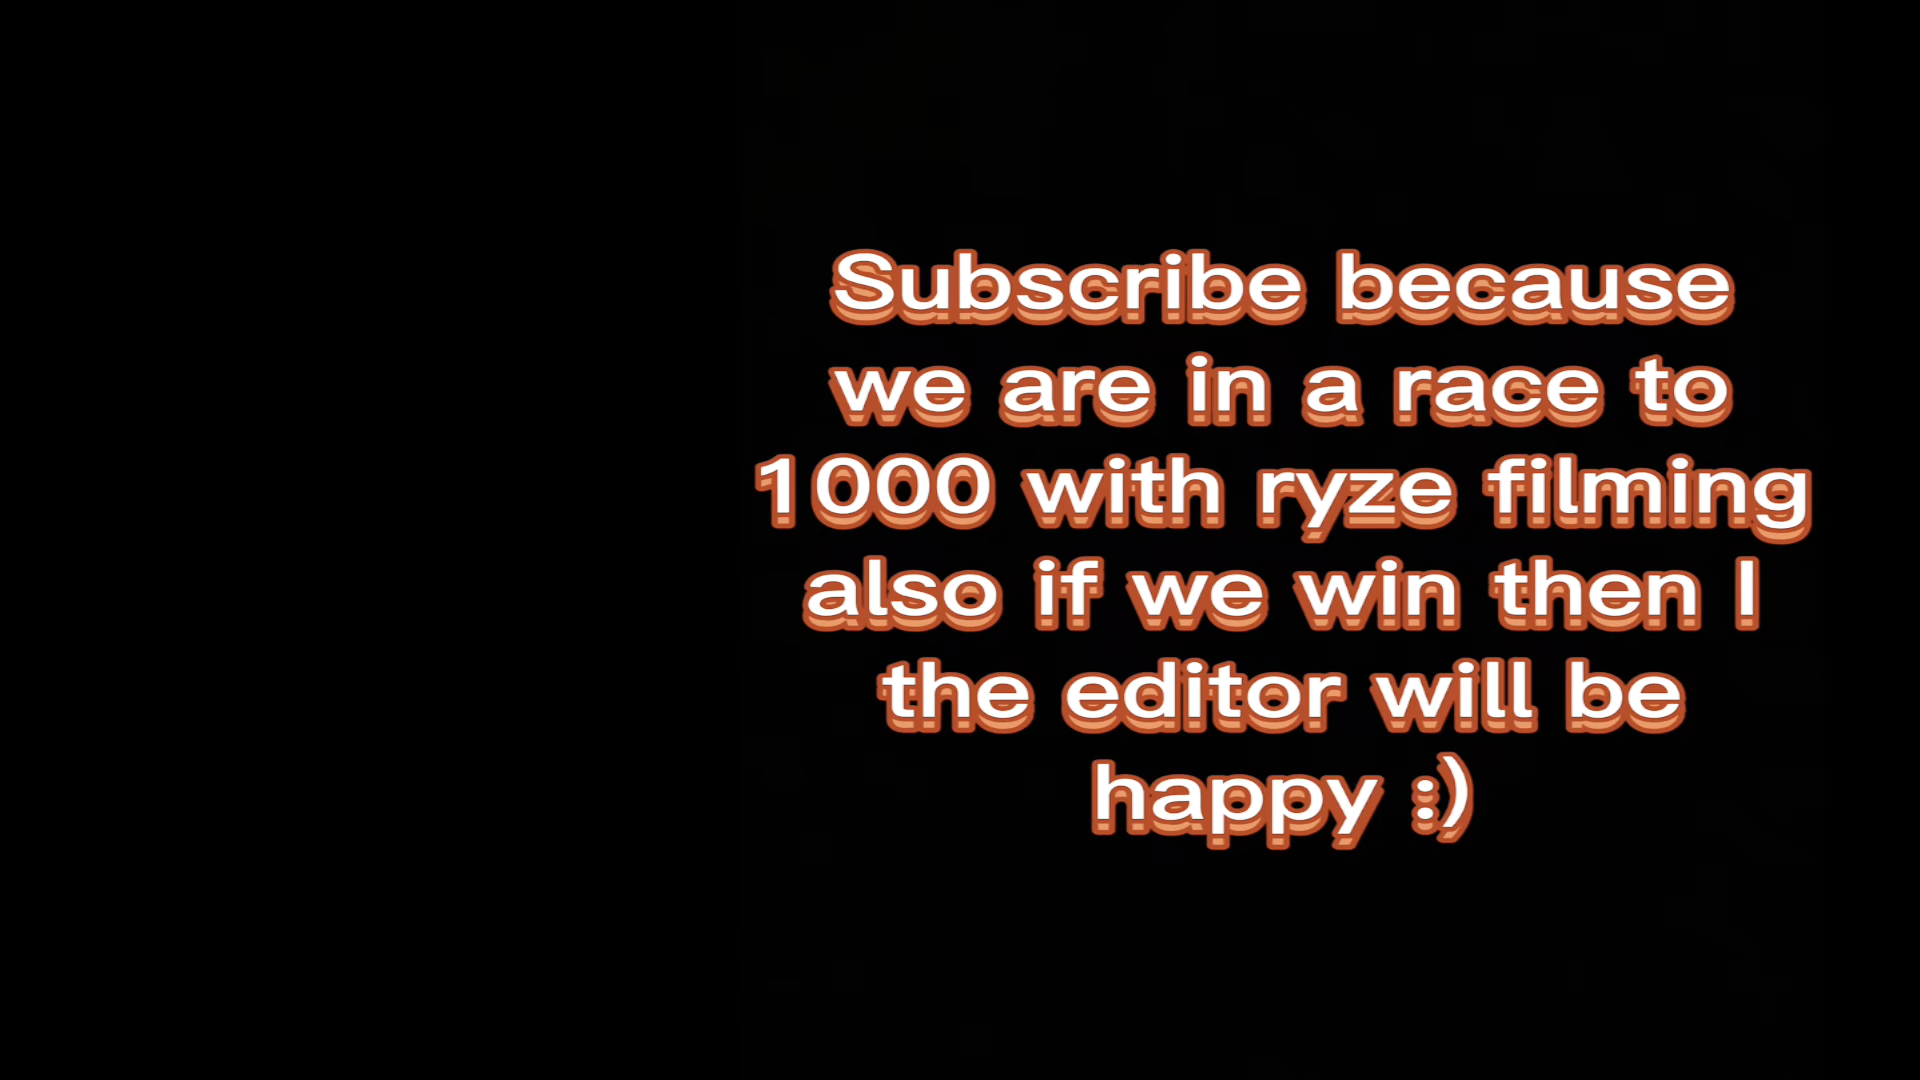 Subscribe because
we are in a race to
1000 with ryze filming
also if we win then I
the editor will be
happy :)